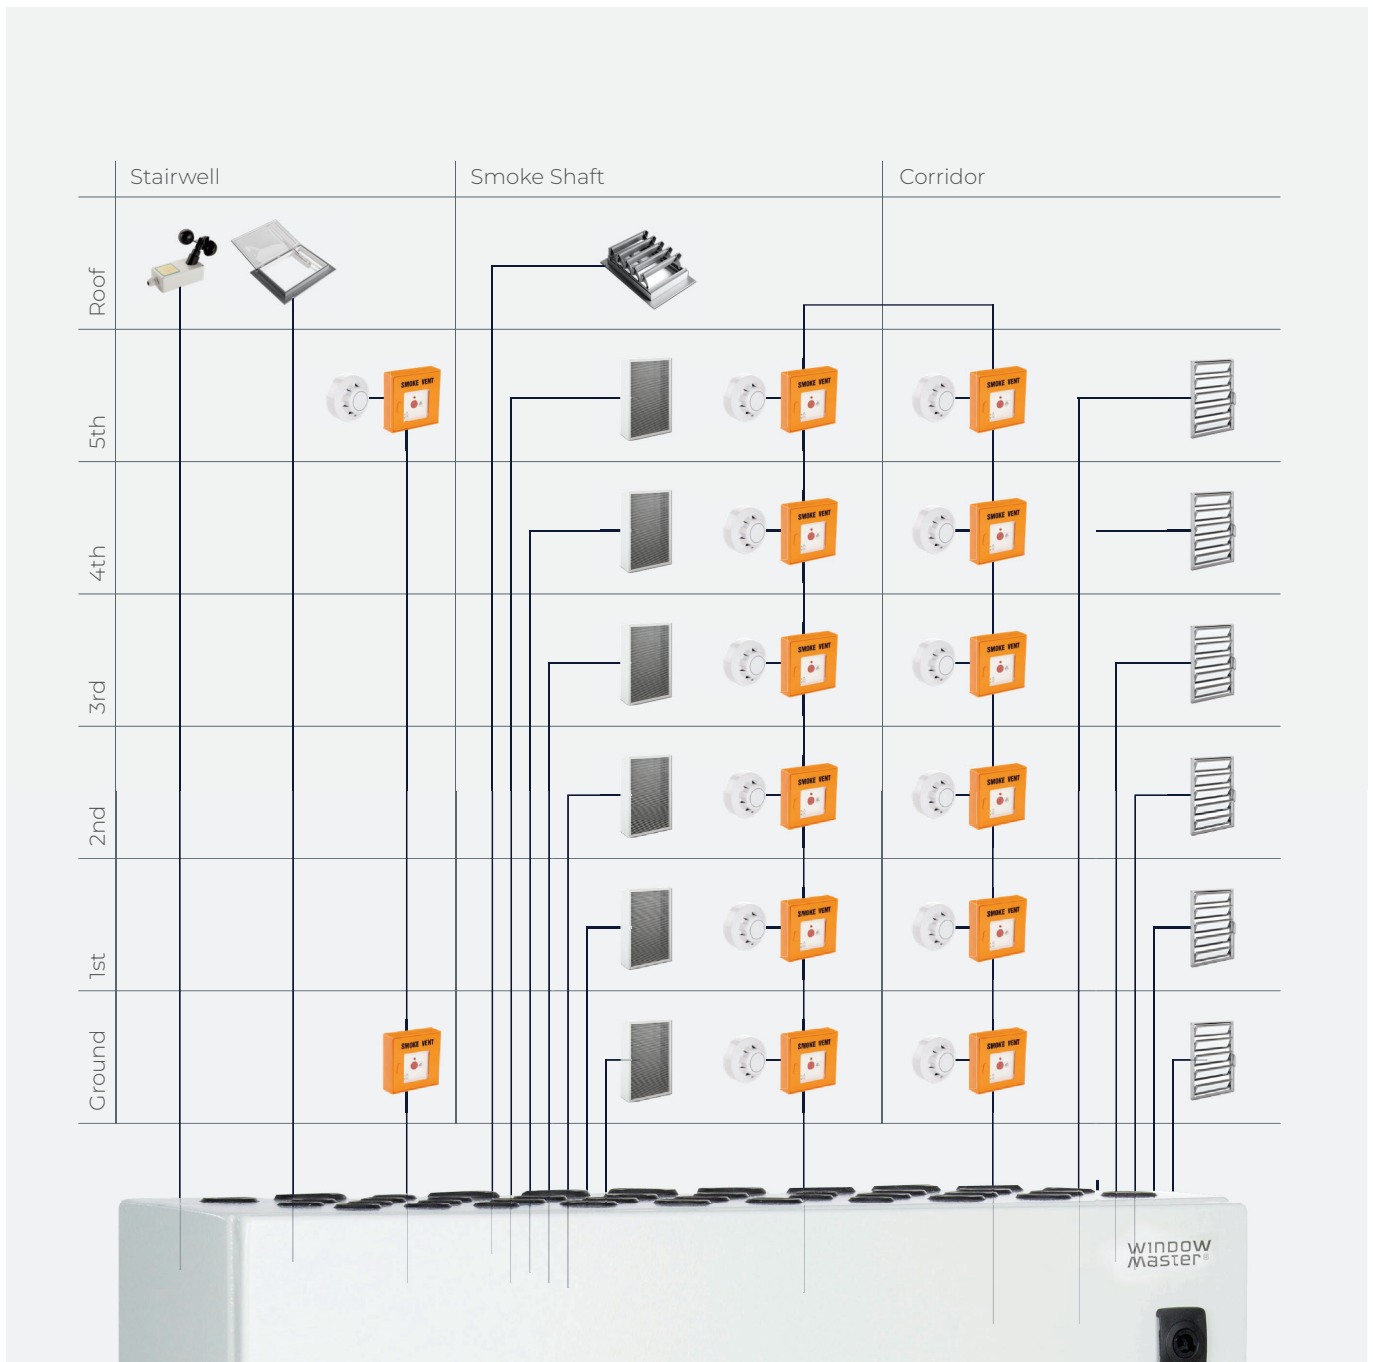 Stairwell
Smoke Shaft
Corridor
Roof
5th
SMOKE VENT
SMOKE VENT
SMOKE VENT
4th
SMOKE VENT
SMOKE VENT
3rd
SMOKE VENT
SMOKE VENT
2nd
SMOKE VENT
SMOKE VENT
1st
SMOKE VENT
SMOKE VENT
Ground
SMOKE VENT
SMOKE VENT
SMOKE VENT
WINDOW
Master®